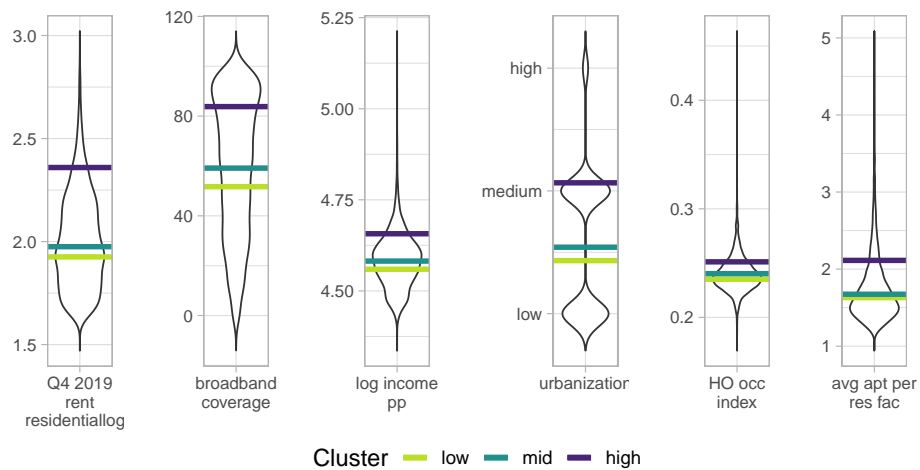 3.0
2.5
2.0
1.5
Q4 2019
rent
residentiallog
120
80
40
0
broadband
coverage
5.25
5.00
4.75
4.50
log income
pp
high
medium
low
urbanization
0.4
0.3
0.2
HO occ
index
5
4
3
2
1
avg apt per
res fac
Cluster low mid high